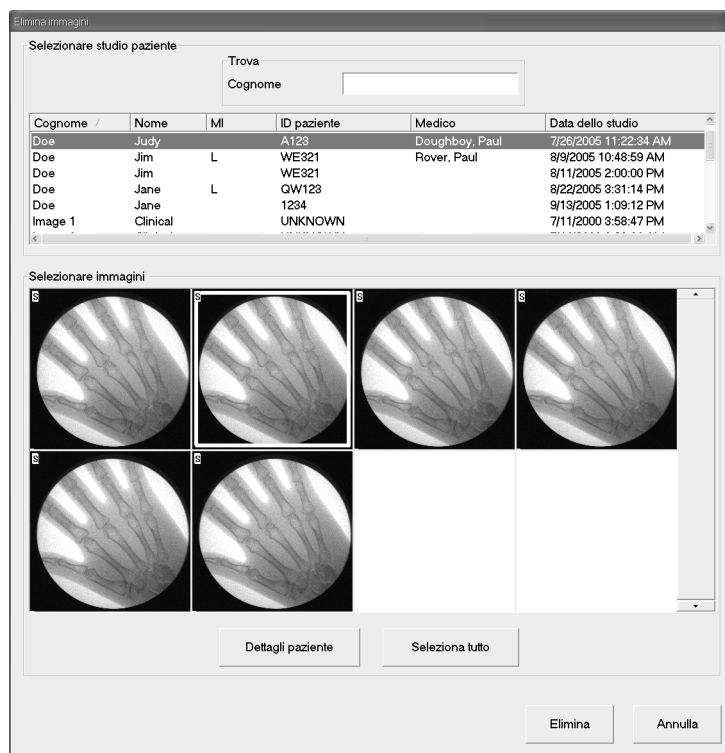 Elimina immagini
Selezionare studio paziente
Trova
Cognome
Cognome Nome MI ID paziente Medico Data dello studio
Doe Judy A123 Doughboy, Paul 7/26/2005 11:22:34 AM
Doe Jim L WE321 Rover, Paul 8/9/2005 10:48:59 AM
Doe Jim WE321 8/11/2005 2:00:00 PM
Doe Jane L QW123 8/22/2005 3:31:14 PM
Doe Jane 1234 9/13/2005 1:09:12 PM
Image 1 Clinical UNKNOWN 7/11/2000 3:58:47 PM
Selezionare immagini
S S S S
S S
Dettagli paziente Seleziona tutto
Elimina Annulla